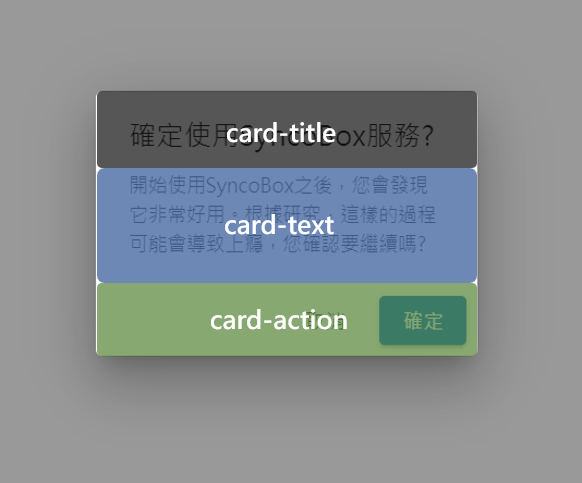 確定使用SyncoBox服務?
card-title
開始使用SyncoBox之後，您會發現
它非常好用。根據研究，這樣的過程
card-text
可能會導致上癮，您確認要繼續嗎?
card-action
確定